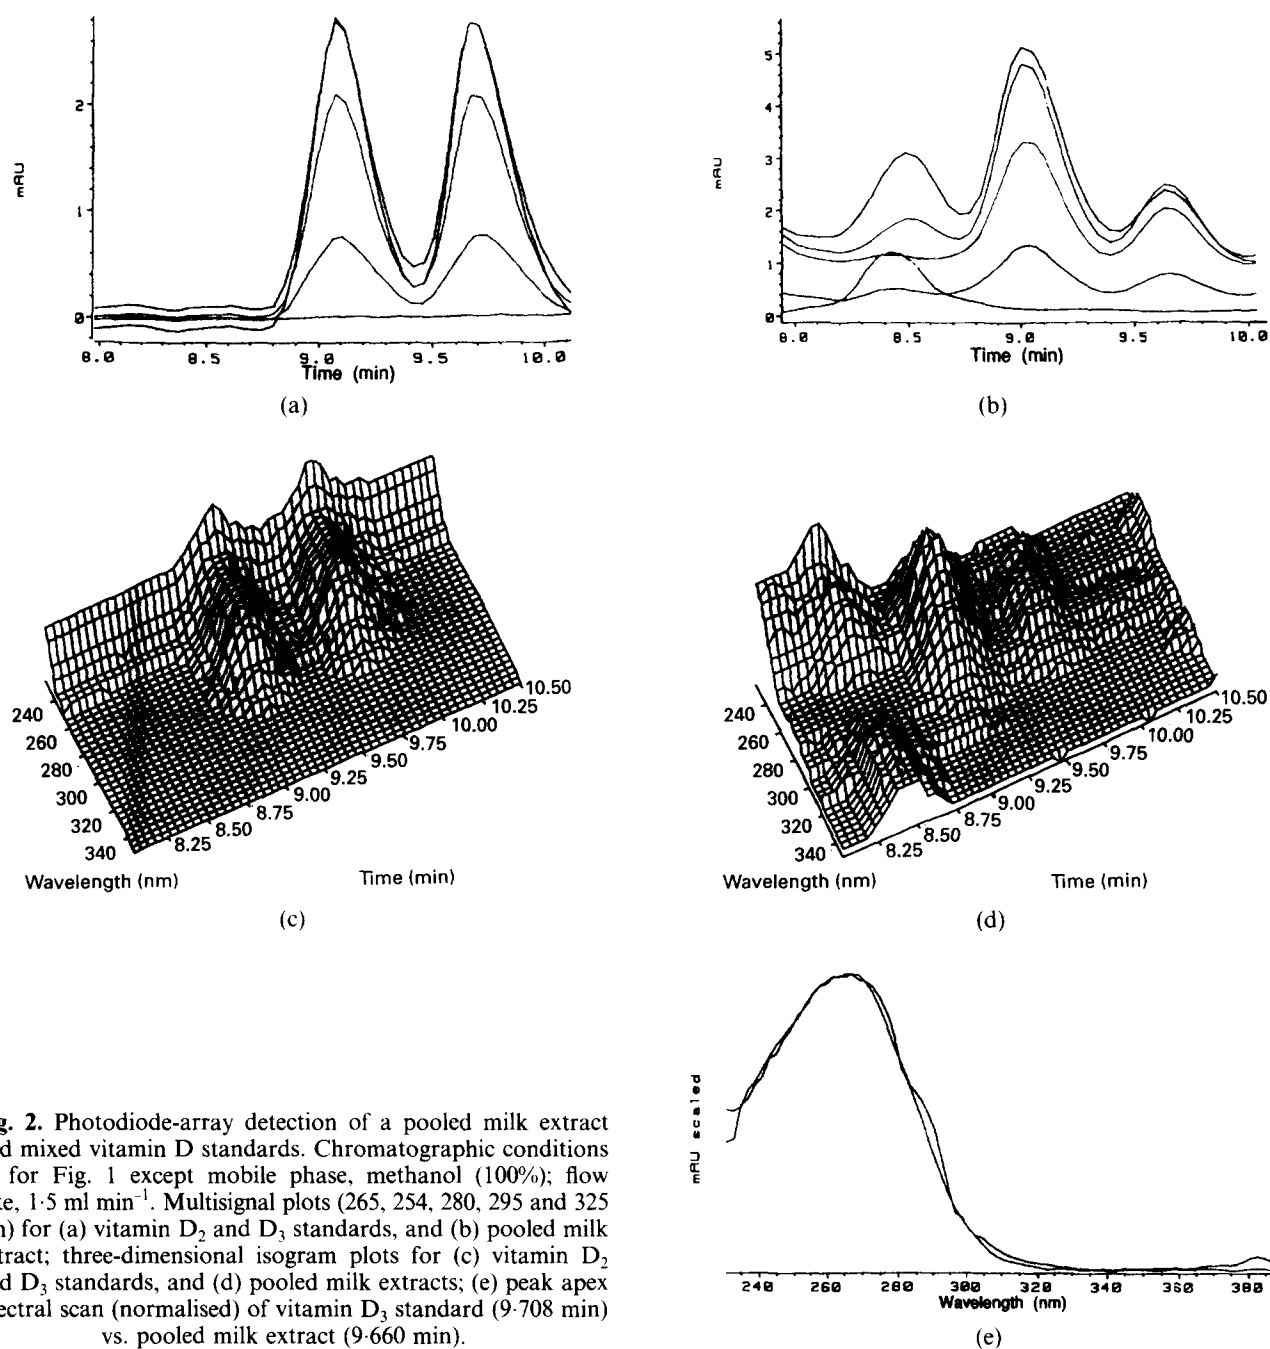 2
1
0
mAU
8.0 8.5 9.0 9.5 10.0
Time (min)
(a)
5
4
3
2
1
0
mAU
8.0 8.5 9.0 9.5 10.0
Time (min)
(b)
240
260
280
300
320
340
8.25
8.50
8.75
9.00
9.25
9.50
9.75
10.00
10.25
10.50
Wavelength (nm)
Time (min)
(c)
240
260
280
300
320
340
8.25
8.50
8.75
9.00
9.50
9.75
10.00
10.25
10.50
Wavelength (nm)
Time (min)
(d)
mAU scaled
240 260 280 300 320 340 360 380
Wavelength (nm)
(e)
g. 2. Photodiode-array detection of a pooled milk extract
d mixed vitamin D standards. Chromatographic conditions
for Fig. 1 except mobile phase, methanol (100%); flow
e, 1·5 ml min⁻¹. Multisignal plots (265, 254, 280, 295 and 325
) for (a) vitamin D₂ and D₃ standards, and (b) pooled milk
tract; three-dimensional isogram plots for (c) vitamin D₂
d D₃ standards, and (d) pooled milk extracts; (e) peak apex
ectral scan (normalised) of vitamin D₃ standard (9·708 min)
vs. pooled milk extract (9·660 min).